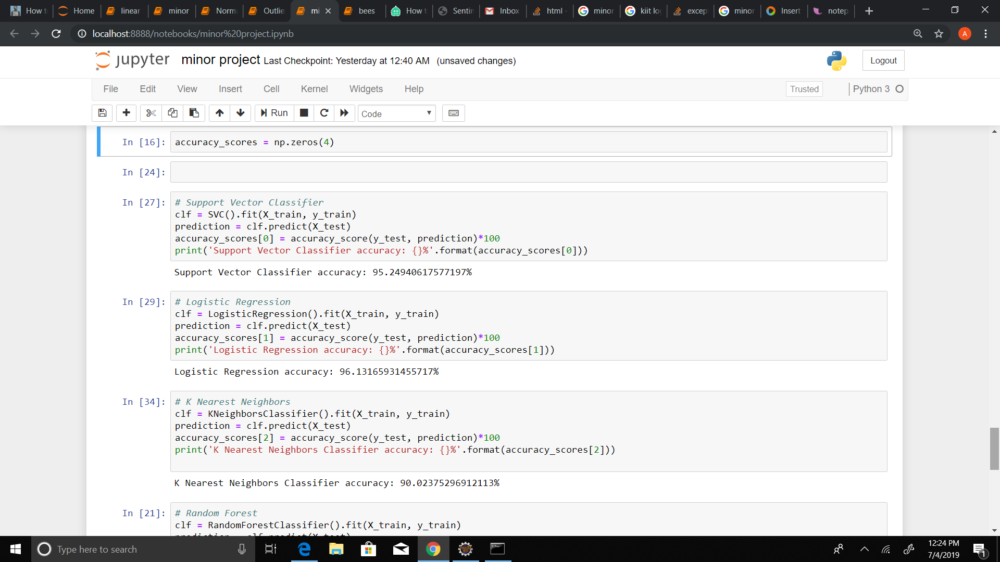 How t
Home
linear
minor
Norm
Outlie
mi
bees
How t
Sentin
Inbox
html -
minor
kiit lo
excep
minor
Insert
notep
localhost:8888/notebooks/minor%20project.ipynb
A
jupyter minor project Last Checkpoint: Yesterday at 12:40 AM (unsaved changes)
Logout
File Edit View Insert Cell Kernel Widgets Help
Trusted
Python 3
Run
Code
In [16]: accuracy_scores = np.zeros(4)
In [24]:
In [27]: # Support Vector Classifier
clf = SVC().fit(X_train, y_train)
prediction = clf.predict(X_test)
accuracy_scores[0] = accuracy_score(y_test, prediction)*100
print('Support Vector Classifier accuracy: {}%'.format(accuracy_scores[0]))
Support Vector Classifier accuracy: 95.24940617577197%
In [29]: # Logistic Regression
clf = LogisticRegression().fit(X_train, y_train)
prediction = clf.predict(X_test)
accuracy_scores[1] = accuracy_score(y_test, prediction)*100
print('Logistic Regression accuracy: {}%'.format(accuracy_scores[1]))
Logistic Regression accuracy: 96.13165931455717%
In [34]: # K Nearest Neighbors
clf = KNeighborsClassifier().fit(X_train, y_train)
prediction = clf.predict(X_test)
accuracy_scores[2] = accuracy_score(y_test, prediction)*100
print('K Nearest Neighbors Classifier accuracy: {}%'.format(accuracy_scores[2]))
K Nearest Neighbors Classifier accuracy: 90.02375296912113%
In [21]: # Random Forest
clf = RandomForestClassifier().fit(X_train, y_train)
prediction = clf.predict(X_test)
Type here to search
12:24 PM
7/4/2019
1